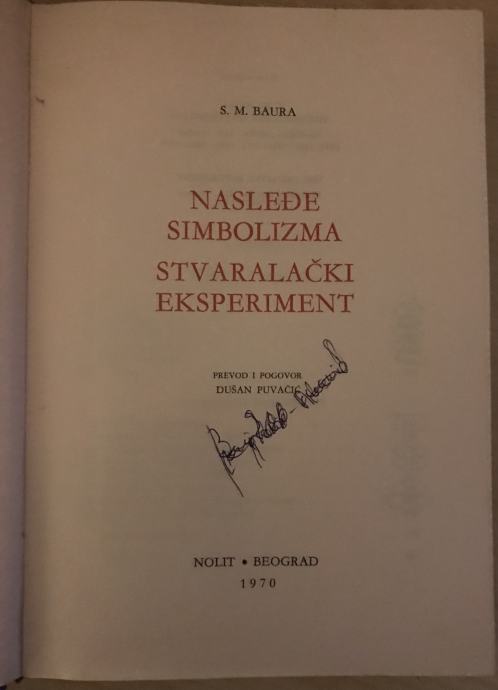 S. M. BAURA
NASLEĐE
SIMBOLIZMA
STVARALAČKI
EKSPERIMENT
PREVOD I POGOVOR
DUŠAN PUVAČIĆ
NOLIT • BEOGRAD
1970